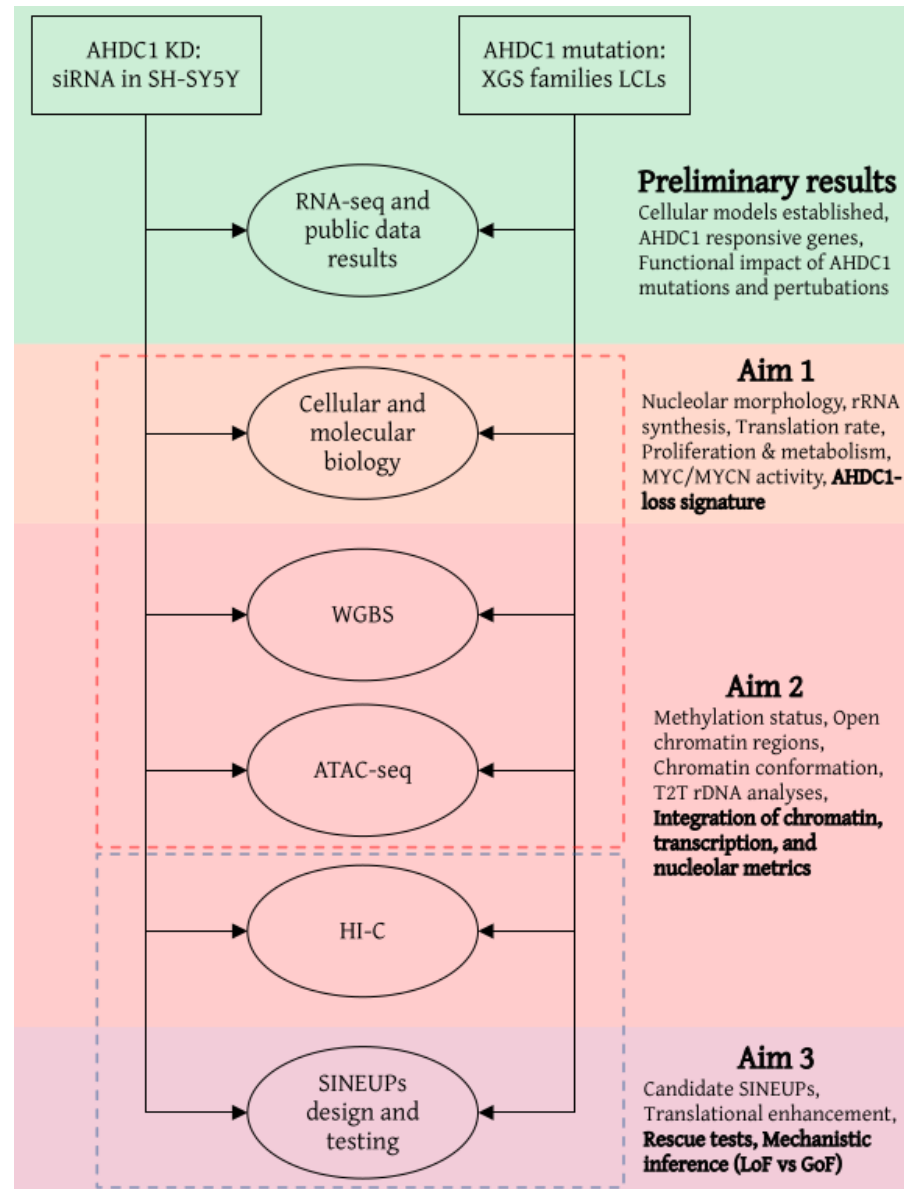 AHDC1 KD:
siRNA in SH-SY5Y
AHDC1 mutation:
XGS families LCLs
RNA-seq and
public data
results
Preliminary results
Cellular models established,
AHDC1 responsive genes,
Functional impact of AHDC1
mutations and pertubations
Cellular and
molecular
biology
Aim 1
Nucleolar morphology, rRNA
synthesis, Translation rate,
Proliferation & metabolism,
MYC/MYCN activity, AHDC1-
loss signature
WGBS
ATAC-seq
Aim 2
Methylation status, Open
chromatin regions,
Chromatin conformation,
T2T rDNA analyses,
Integration of chromatin,
transcription, and
nucleolar metrics
HI-C
SINEUPs
design and
testing
Aim 3
Candidate SINEUPs,
Translational enhancement,
Rescue tests, Mechanistic
inference (LoF vs GoF)